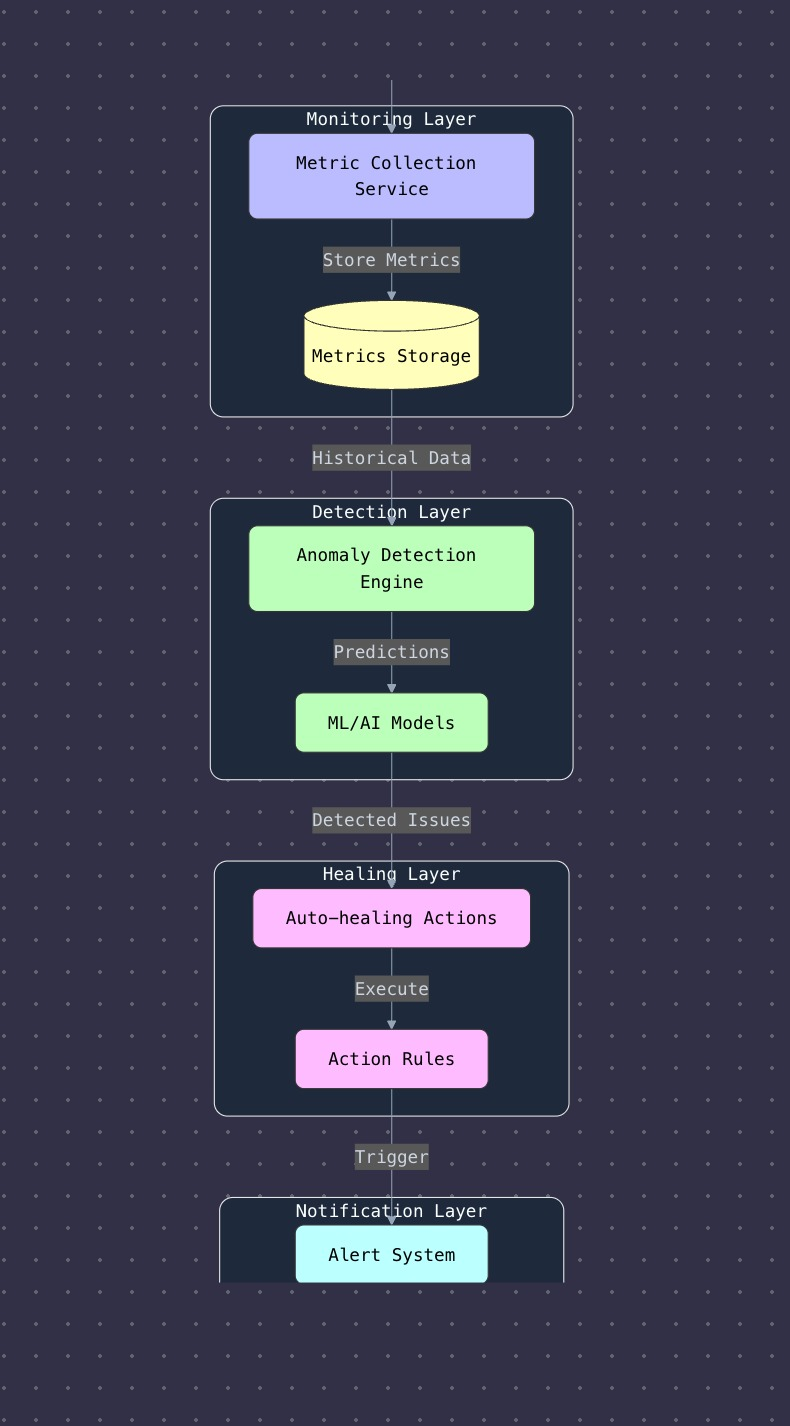 Monitoring Layer
Metric Collection
Service
Store Metrics
Metrics Storage
Historical Data
Detection Layer
Anomaly Detection
Engine
Predictions
ML/AI Models
Detected Issues
Healing Layer
Auto-healing Actions
Execute
Action Rules
Trigger
Notification Layer
Alert System